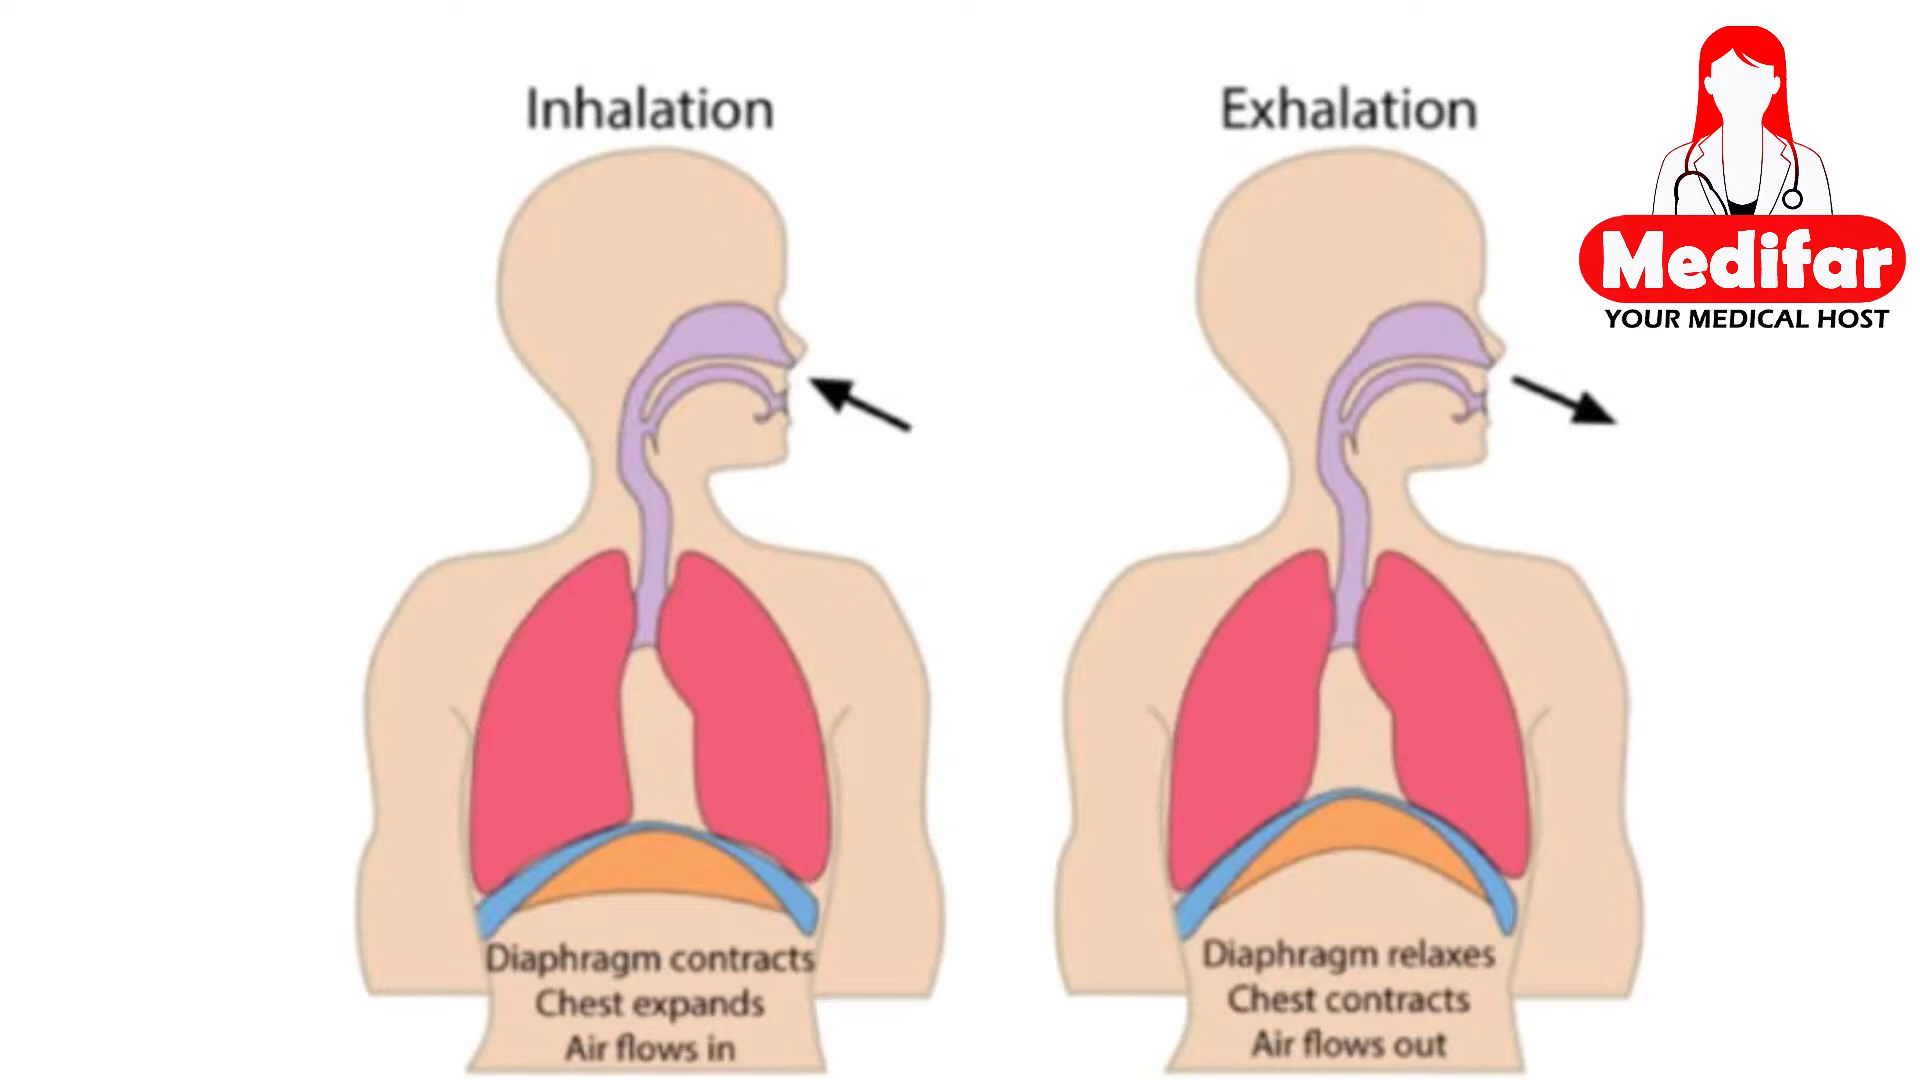 Inhalation
Exhalation
Medifar
YOUR MEDICAL HOST
Diaphragm contracts
Chest expands
Air flows in
Diaphragm relaxes
Chest contracts
Air flows out